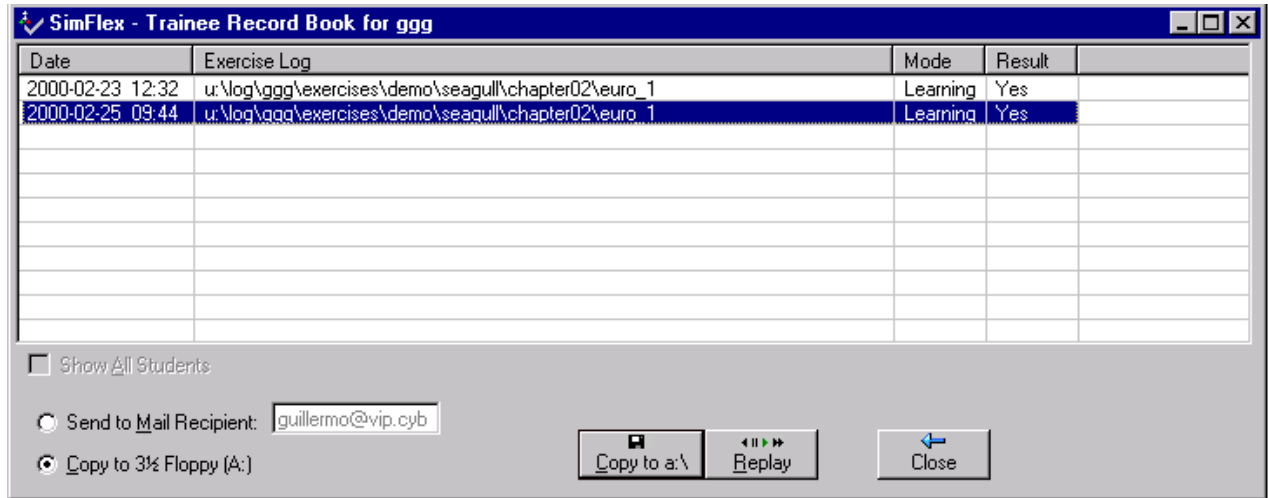 SimFlex - Trainee Record Book for ggg
Date Exercise Log Mode Result
2000-02-23 12:32 u:\log\ggg\exercises\demo\seagull\chapter02\euro_1 Learning Yes
2000-02-25 09:44 u:\log\ggg\exercises\demo\seagull\chapter02\euro_1 Learning Yes
Show All Students
Send to Mail Recipient: guillermo@vip.cyb
Copy to 3½ Floppy (A:) Copy to a:\ Replay Close